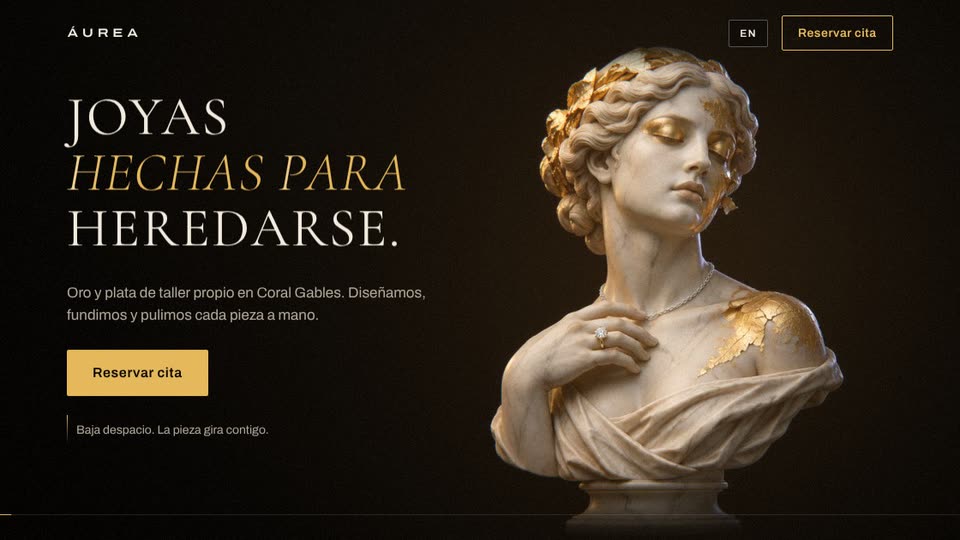 ÁUREA
EN
Reservar cita
JOYAS
HECHAS PARA
HEREDARSE.
Oro y plata de taller propio en Coral Gables. Diseñamos,
fundimos y pulimos cada pieza a mano.
Reservar cita
Baja despacio. La pieza gira contigo.